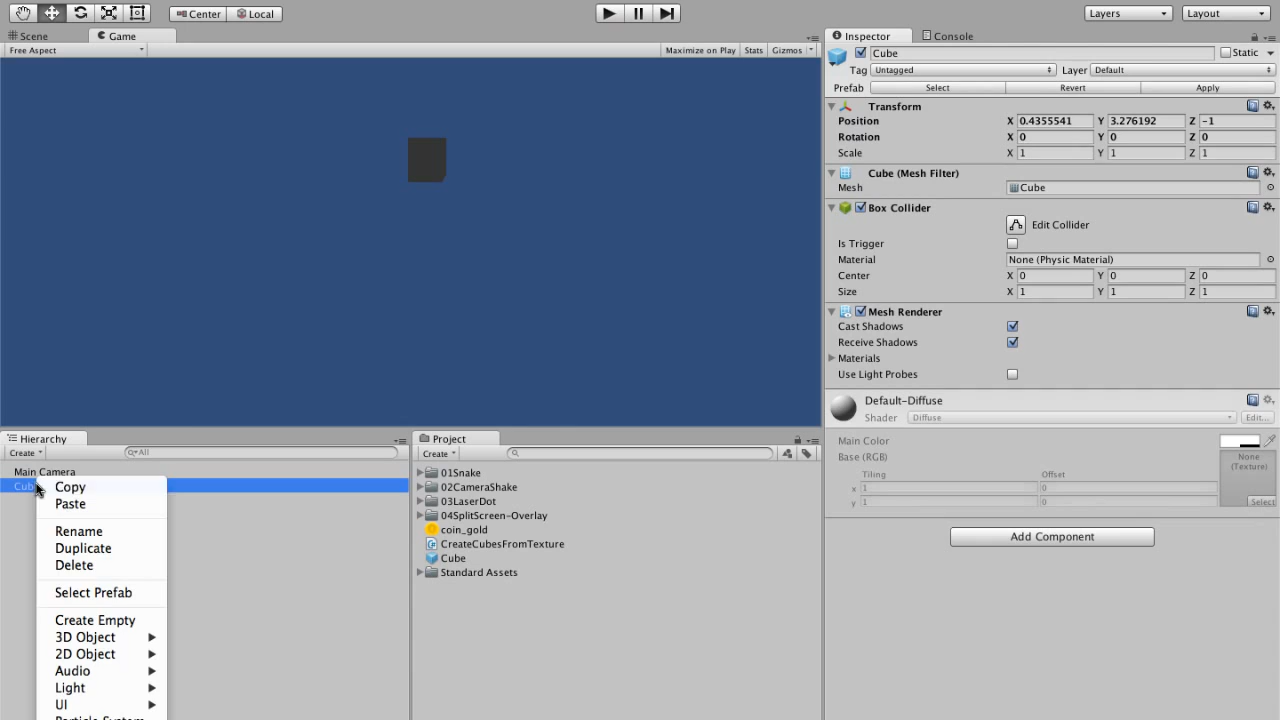 Center Local
Layers Layout
Scene Game
Free Aspect Maximize on Play Stats Gizmos
Inspector Console
Cube Static
Tag Untagged Layer Default
Prefab Select Revert Apply
Transform
Position X 0.4355541 Y 3.276192 Z -1
Rotation X 0 Y 0 Z 0
Scale X 1 Y 1 Z 1
Cube (Mesh Filter)
Mesh Cube
Box Collider
Edit Collider
Is Trigger
Material None (Physic Material)
Center X 0 Y 0 Z 0
Size X 1 Y 1 Z 1
Mesh Renderer
Cast Shadows
Receive Shadows
Materials
Use Light Probes
Default-Diffuse
Shader Diffuse Edit...
Main Color
Base (RGB) None
(Texture)
Tiling Offset
x 1 0
y 1 0
Select
Add Component
Hierarchy
Create All
Main Camera
Copy
Paste
Rename
Duplicate
Delete
Select Prefab
Create Empty
3D Object
2D Object
Audio
Light
UI
Particle System
Project
Create
01Snake
02CameraShake
03LaserDot
04SplitScreen-Overlay
coin_gold
CreateCubesFromTexture
Cube
Standard Assets